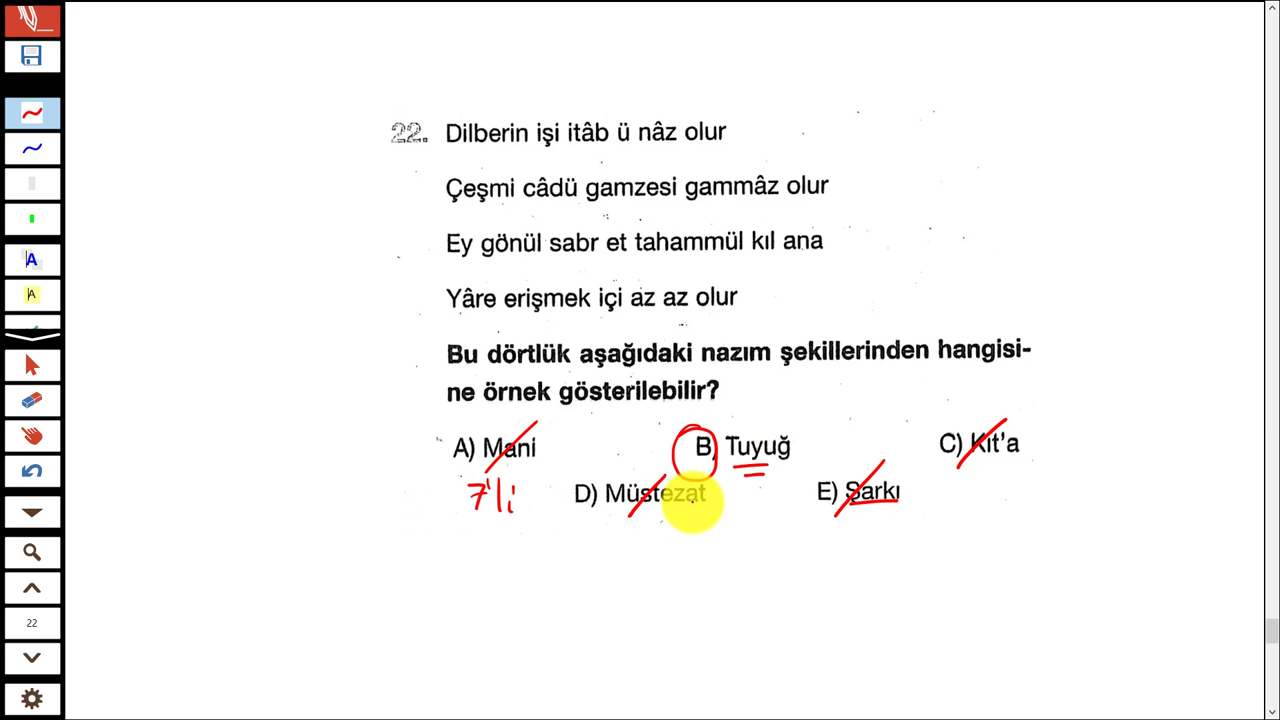 22. Dilberin işi itâb ü nâz olur
Çeşmi câdü gamzesi gammâz olur
Ey gönül sabr et tahammül kıl ana
Yâre erişmek içi az az olur
Bu dörtlük aşağıdaki nazım şekillerinden hangisi-
ne örnek gösterilebilir?
A) Mani B) Tuyuğ C) Kıt'a
7'li
D) Müstezat E) Şarkı
A
A
22